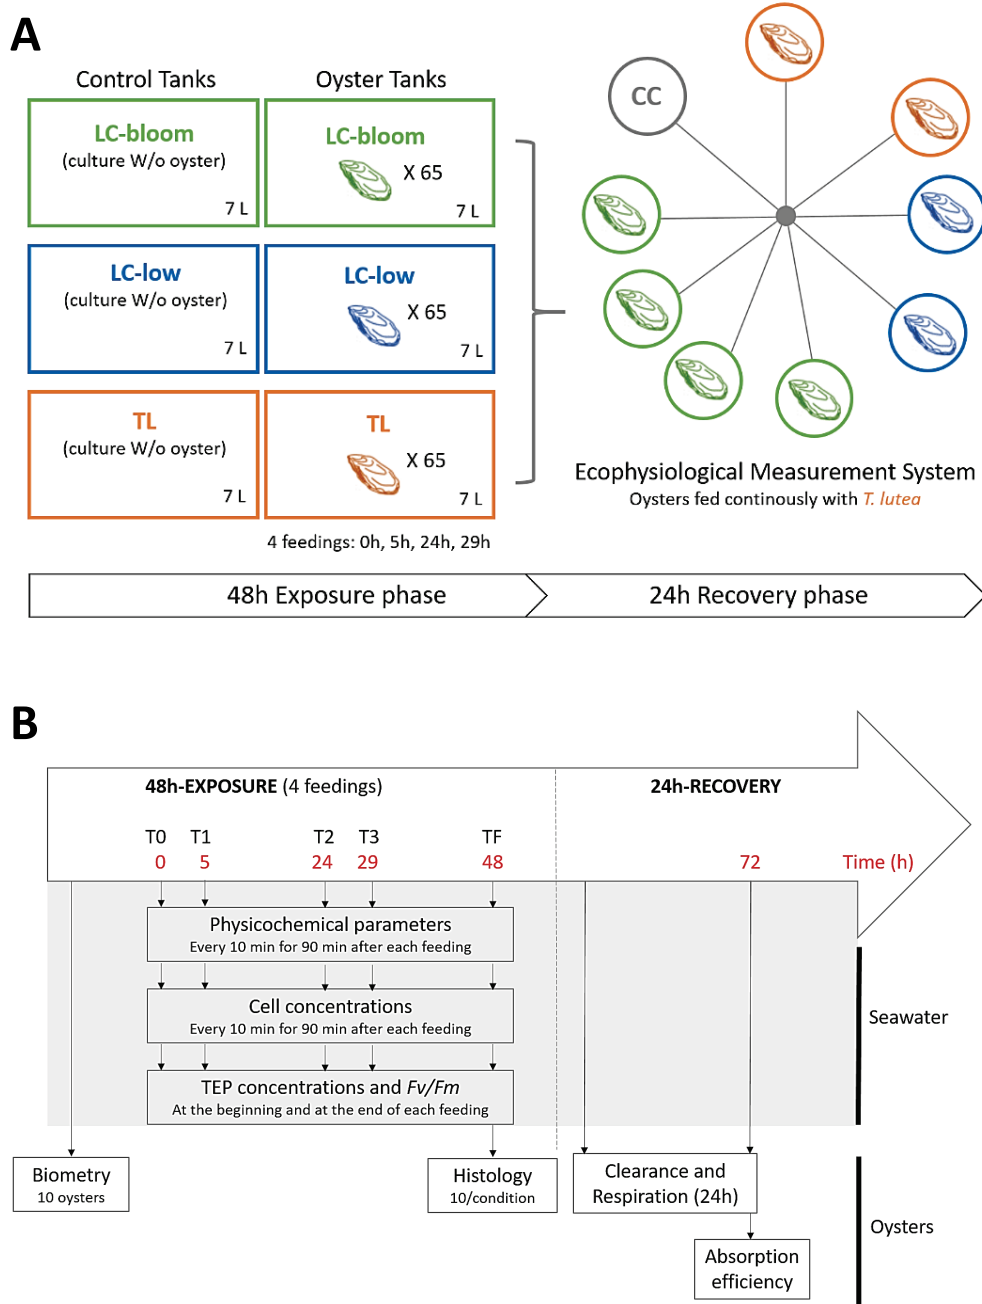 A
Control Tanks
Oyster Tanks
LC-bloom
(culture W/o oyster)
7 L
LC-bloom
X 65
7 L
LC-low
(culture W/o oyster)
7 L
LC-low
X 65
7 L
TL
(culture W/o oyster)
7 L
TL
X 65
7 L
4 feedings: 0h, 5h, 24h, 29h
CC
Ecophysiological Measurement System
Oysters fed continously with T. lutea
48h Exposure phase
24h Recovery phase
B
48h-EXPOSURE (4 feedings)
24h-RECOVERY
T0 T1 T2 T3 TF
0 5 24 29 48 72 Time (h)
Physicochemical parameters
Every 10 min for 90 min after each feeding
Cell concentrations
Every 10 min for 90 min after each feeding
TEP concentrations and Fv/Fm
At the beginning and at the end of each feeding
Seawater
Biometry
10 oysters
Histology
10/condition
Clearance and
Respiration (24h)
Absorption
efficiency
Oysters